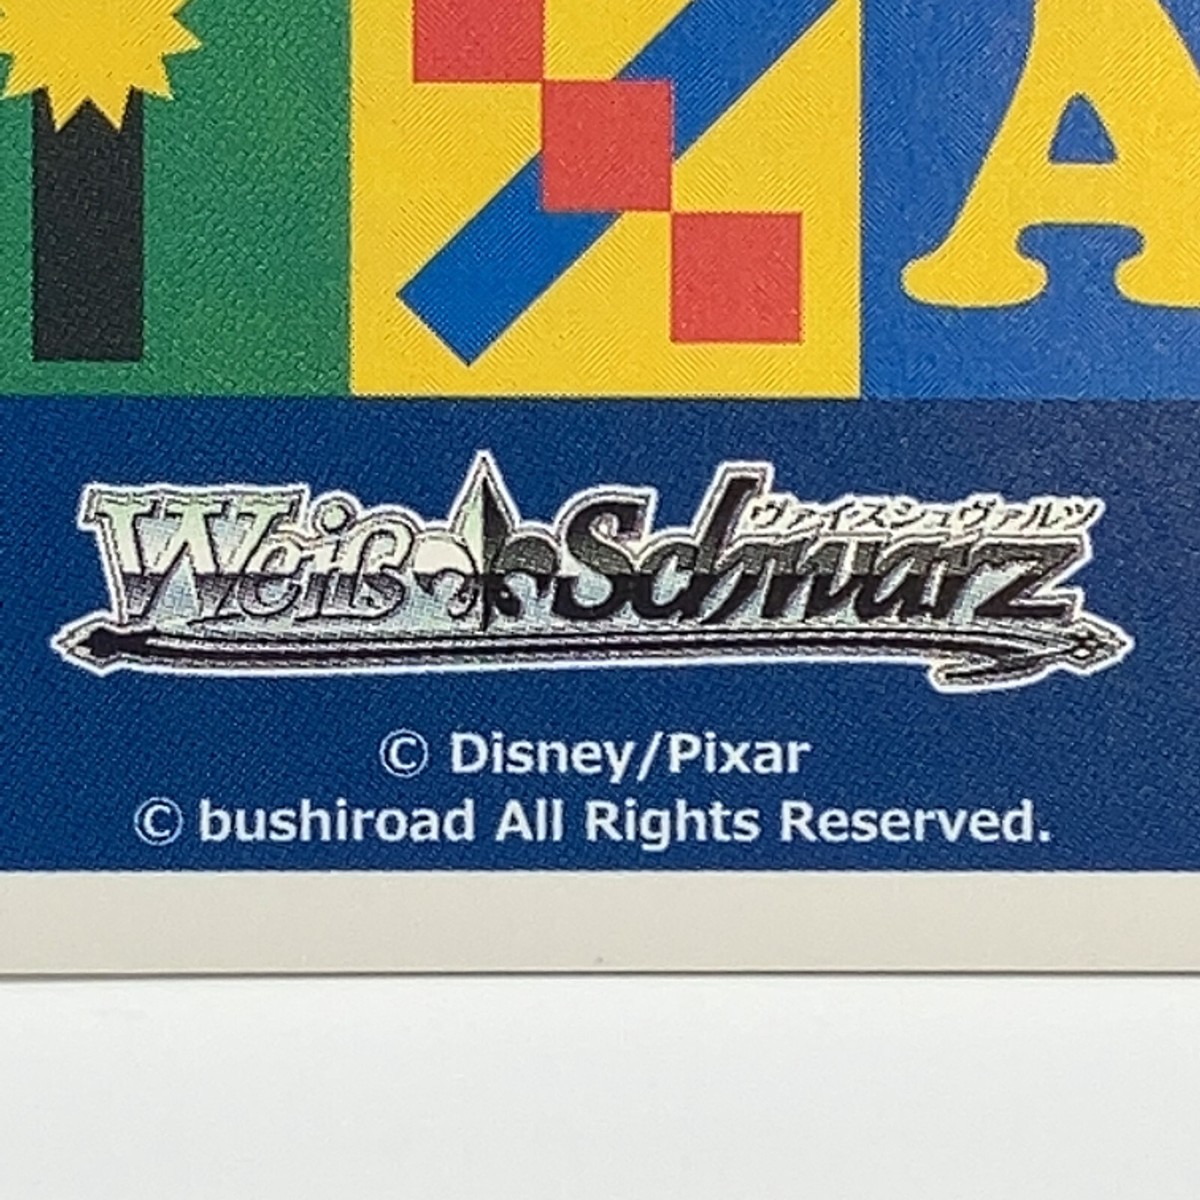 A
Weiß Schwarz
ヴァイスシュヴァルツ
© Disney/Pixar
© bushiroad All Rights Reserved.